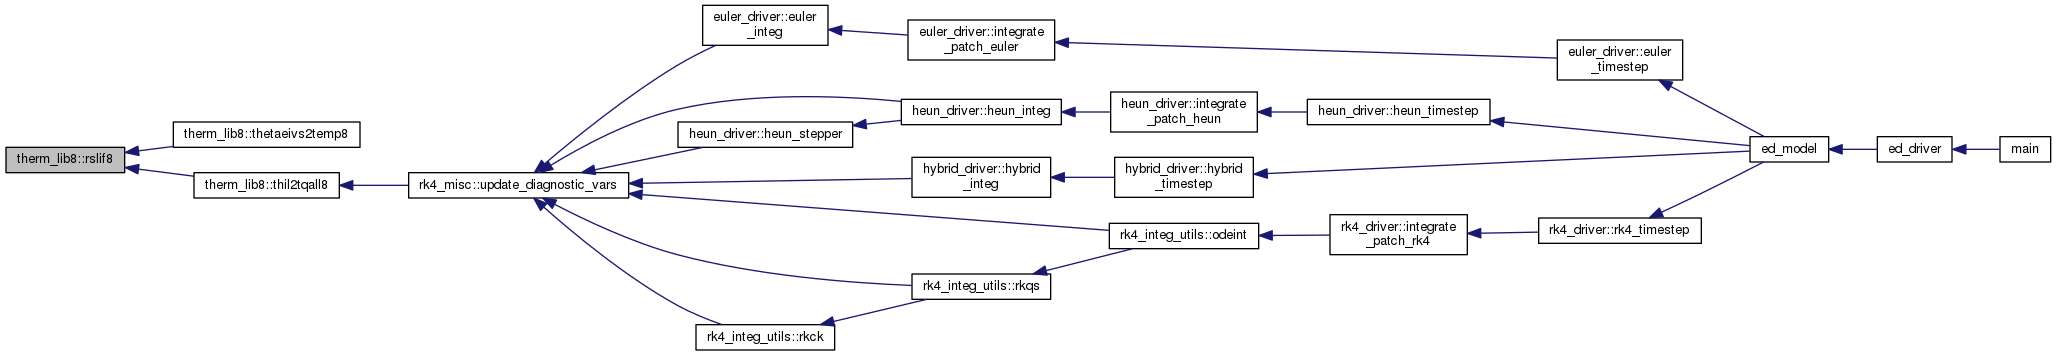 therm_lib8::rslif8
therm_lib8::thetaeivs2temp8
therm_lib8::thil2tqall8
rk4_misc::update_diagnostic_vars
euler_driver::euler
_integ
heun_driver::heun_stepper
rk4_integ_utils::rkck
euler_driver::integrate
_patch_euler
heun_driver::heun_integ
hybrid_driver::hybrid
_integ
rk4_integ_utils::rkqs
heun_driver::integrate
_patch_heun
hybrid_driver::hybrid
_timestep
rk4_integ_utils::odeint
heun_driver::heun_timestep
rk4_driver::integrate
_patch_rk4
euler_driver::euler
_timestep
rk4_driver::rk4_timestep
ed_model
ed_driver
main